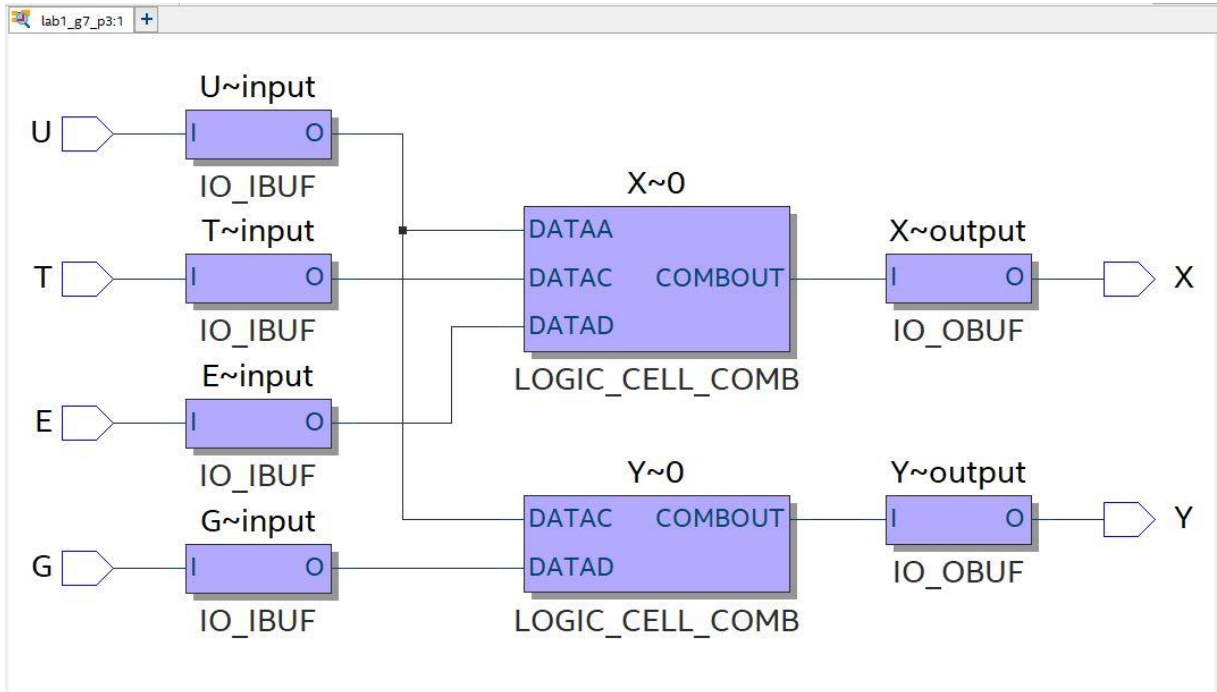 lab1_g7_p3:1
U~input
U
I
O
IO_IBUF
X~0
T~input
DATAA
X~output
T
I
O
DATAC
COMBOUT
I
O
X
IO_IBUF
DATAD
IO_OBUF
E~input
LOGIC_CELL_COMB
E
I
O
IO_IBUF
Y~0
Y~output
G~input
DATAC
COMBOUT
I
O
Y
G
I
O
DATAD
IO_OBUF
IO_IBUF
LOGIC_CELL_COMB